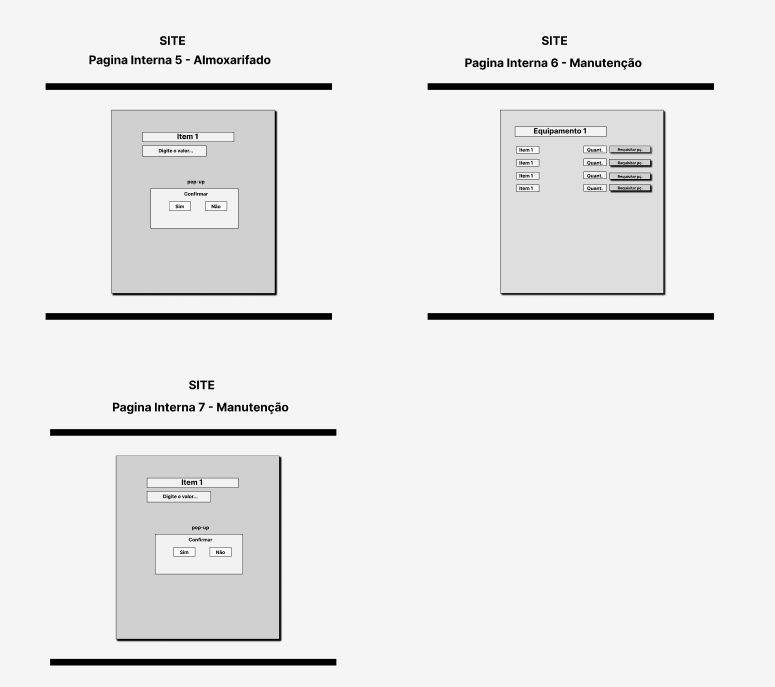 SITE
Pagina Interna 5 - Almoxarifado
Item 1
Digite o valor...
pop-up
Confirmar
Sim
Não
SITE
Pagina Interna 6 - Manutenção
Equipamento 1
Item 1
Quant.
Requisitar pç.
Item 1
Quant.
Requisitar pç.
Item 1
Quant.
Requisitar pç.
Item 1
Quant.
Requisitar pç.
SITE
Pagina Interna 7 - Manutenção
Item 1
Digite o valor...
pop-up
Confirmar
Sim
Não